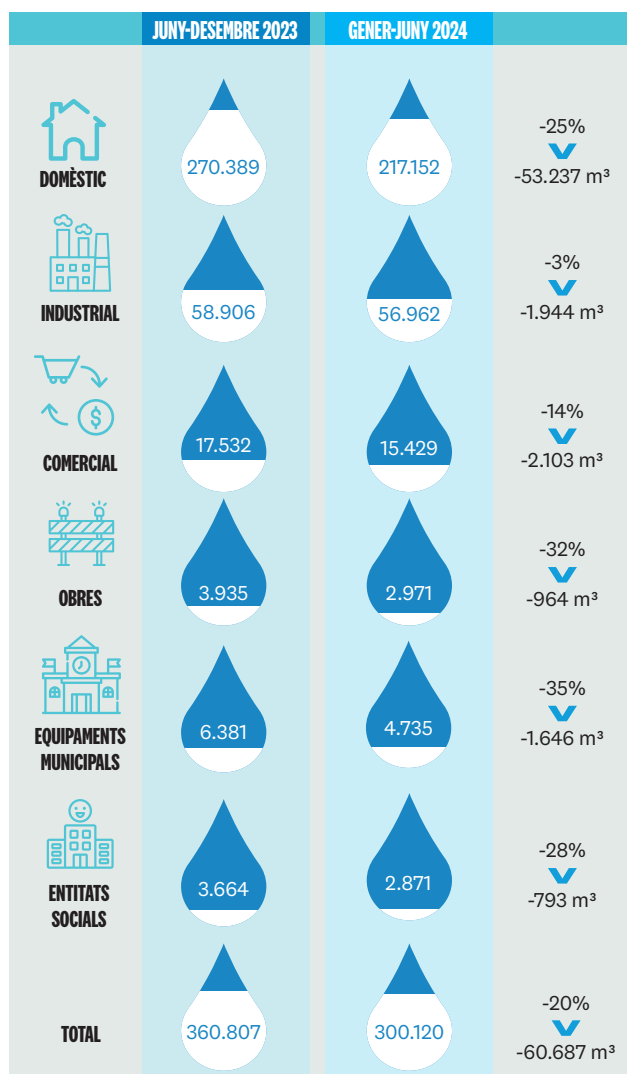 JUNY-DESEMBRE 2023
GENER-JUNY 2024
DOMÈSTIC
270.389
217.152
-25%
-53.237 m³
INDUSTRIAL
58.906
56.962
-3%
-1.944 m³
$
COMERCIAL
17.532
15.429
-14%
-2.103 m³
OBRES
3.935
2.971
-32%
-964 m³
EQUIPAMENTS
MUNICIPALS
6.381
4.735
-35%
-1.646 m³
ENTITATS
SOCIALS
3.664
2.871
-28%
-793 m³
TOTAL
360.807
300.120
-20%
-60.687 m³